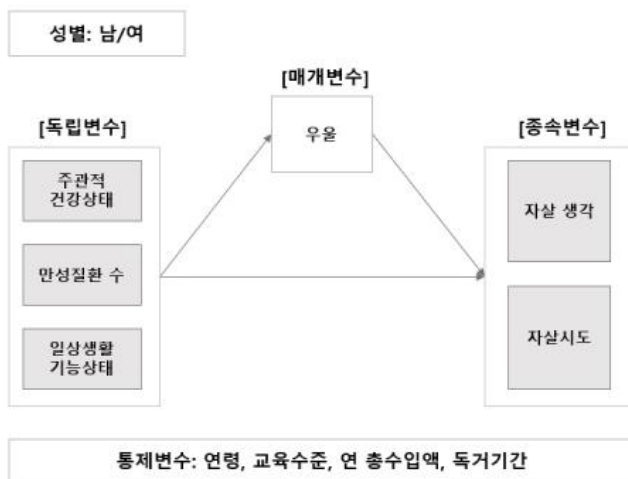 성별: 남/여
[매개변수]
우울
[독립변수]
주관적
건강상태
만성질환 수
일상생활
기능상태
[종속변수]
자살 생각
자살시도
통제변수: 연령, 교육수준, 연 총수입액, 독거기간